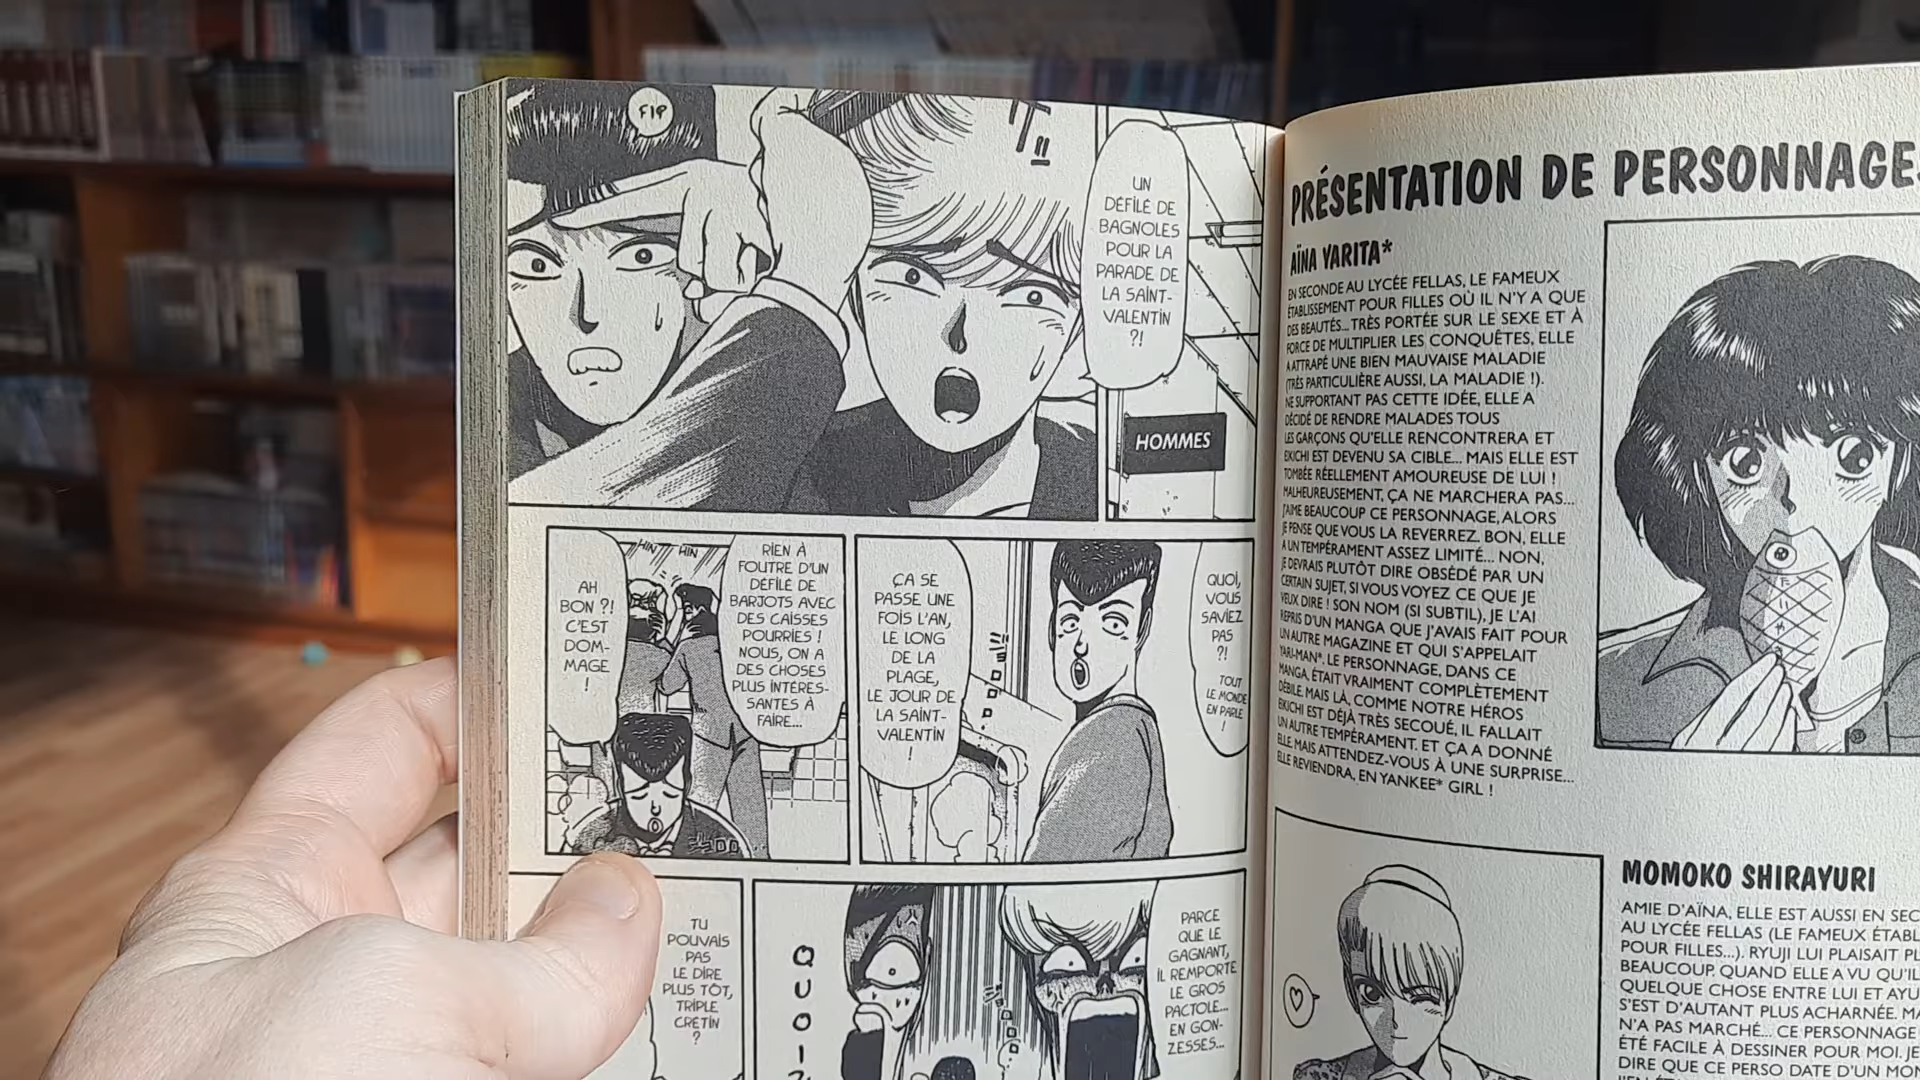 FIP
UN
DÉFILÉ DE
BAGNOLES
POUR LA
PARADE DE
LA SAINT-
VALENTIN
?!
HOMMES
AH
BON ?!
C'EST
DOM-
MAGE
!
HIN HIN
RIEN À
FOUTRE D'UN
DÉFILÉ DE
BARJOTS AVEC
DES CAISSES
POURRIES !
NOUS, ON A
DES CHOSES
PLUS INTÉRES-
SANTES À
FAIRE...
ÇA SE
PASSE UNE
FOIS L'AN,
LE LONG
DE LA
PLAGE,
LE JOUR DE
LA SAINT-
VALENTIN
!
QUOI,
VOUS
SAVIEZ
PAS
?!
TOUT
LE MONDE
EN PARLE
!
TU
POUVAIS
PAS
LE DIRE
PLUS TÔT,
TRIPLE
CRÉTIN
?
QUOI
PARCE
QUE LE
GAGNANT,
IL REMPORTE
LE GROS
PACTOLE...
EN GON-
ZESSES...
PRÉSENTATION DE PERSONNAGE
AÏNA YARITA*
EN SECONDE AU LYCÉE FELLAS, LE FAMEUX
ÉTABLISSEMENT POUR FILLES OÙ IL N'Y A QUE
DES BEAUTÉS... TRÈS PORTÉE SUR LE SEXE ET À
FORCE DE MULTIPLIER LES CONQUÊTES, ELLE
A ATTRAPÉ UNE BIEN MAUVAISE MALADIE
(TRÈS PARTICULIÈRE AUSSI, LA MALADIE !).
NE SUPPORTANT PAS CETTE IDÉE, ELLE A
DÉCIDÉ DE RENDRE MALADES TOUS
LES GARÇONS QU'ELLE RENCONTRERA ET
EIKICHI EST DEVENU SA CIBLE... MAIS ELLE EST
TOMBÉE RÉELLEMENT AMOUREUSE DE LUI !
MALHEUREUSEMENT, ÇA NE MARCHERA PAS...
J'AIME BEAUCOUP CE PERSONNAGE, ALORS
JE PENSE QUE VOUS LA REVERREZ. BON, ELLE
A UN TEMPÉRAMENT ASSEZ LIMITÉ... NON,
JE DEVRAIS PLUTÔT DIRE OBSÉDÉ PAR UN
CERTAIN SUJET, SI VOUS VOYEZ CE QUE JE
VEUX DIRE ! SON NOM (SI SUBTIL), JE L'AI
REPRIS D'UN MANGA QUE J'AVAIS FAIT POUR
UN AUTRE MAGAZINE ET QUI S'APPELAIT
YARI-MAN*. LE PERSONNAGE, DANS CE
MANGA, ÉTAIT VRAIMENT COMPLÈTEMENT
DÉBILE. MAIS LÀ, COMME NOTRE HÉROS
EIKICHI EST DÉJÀ TRÈS SECOUÉ, IL FALLAIT
UN AUTRE TEMPÉRAMENT. ET ÇA A DONNÉ
ELLE. MAIS ATTENDEZ-VOUS À UNE SURPRISE...
ELLE REVIENDRA, EN YANKEE* GIRL !
MOMOKO SHIRAYURI
AMIE D'AÏNA, ELLE EST AUSSI EN SEC
AU LYCÉE FELLAS (LE FAMEUX ÉTABL
POUR FILLES...). RYUJI LUI PLAISAIT PL
BEAUCOUP. QUAND ELLE A VU QU'IL
QUELQUE CHOSE ENTRE LUI ET AYU
S'EST D'AUTANT PLUS ACHARNÉE. MA
N'A PAS MARCHÉ... CE PERSONNAGE
ÉTÉ FACILE À DESSINER POUR MOI. JE
DIRE QUE CE PERSO DATE D'UN MON